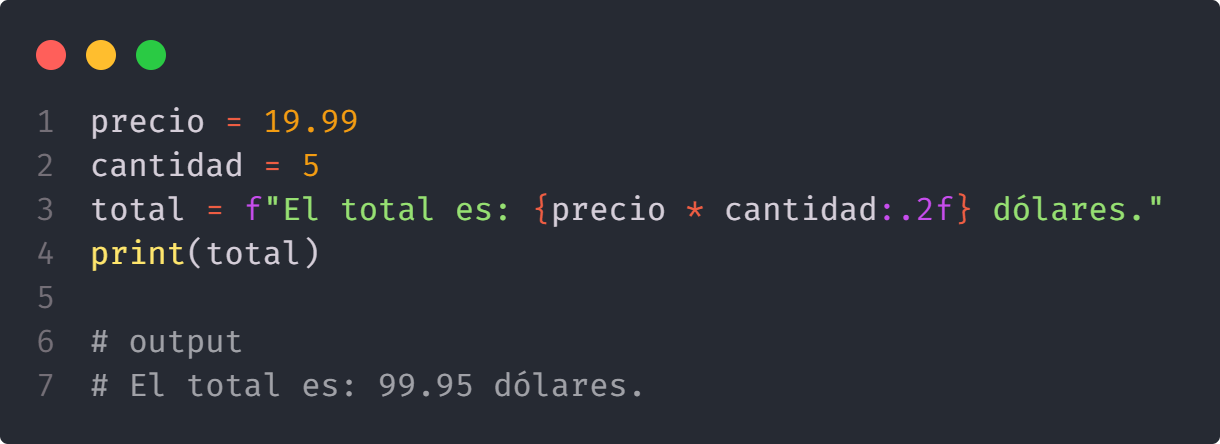 1 precio = 19.99
2 cantidad = 5
3 total = f"El total es: {precio * cantidad:.2f} dólares."
4 print(total)
5
6 # output
7 # El total es: 99.95 dólares.